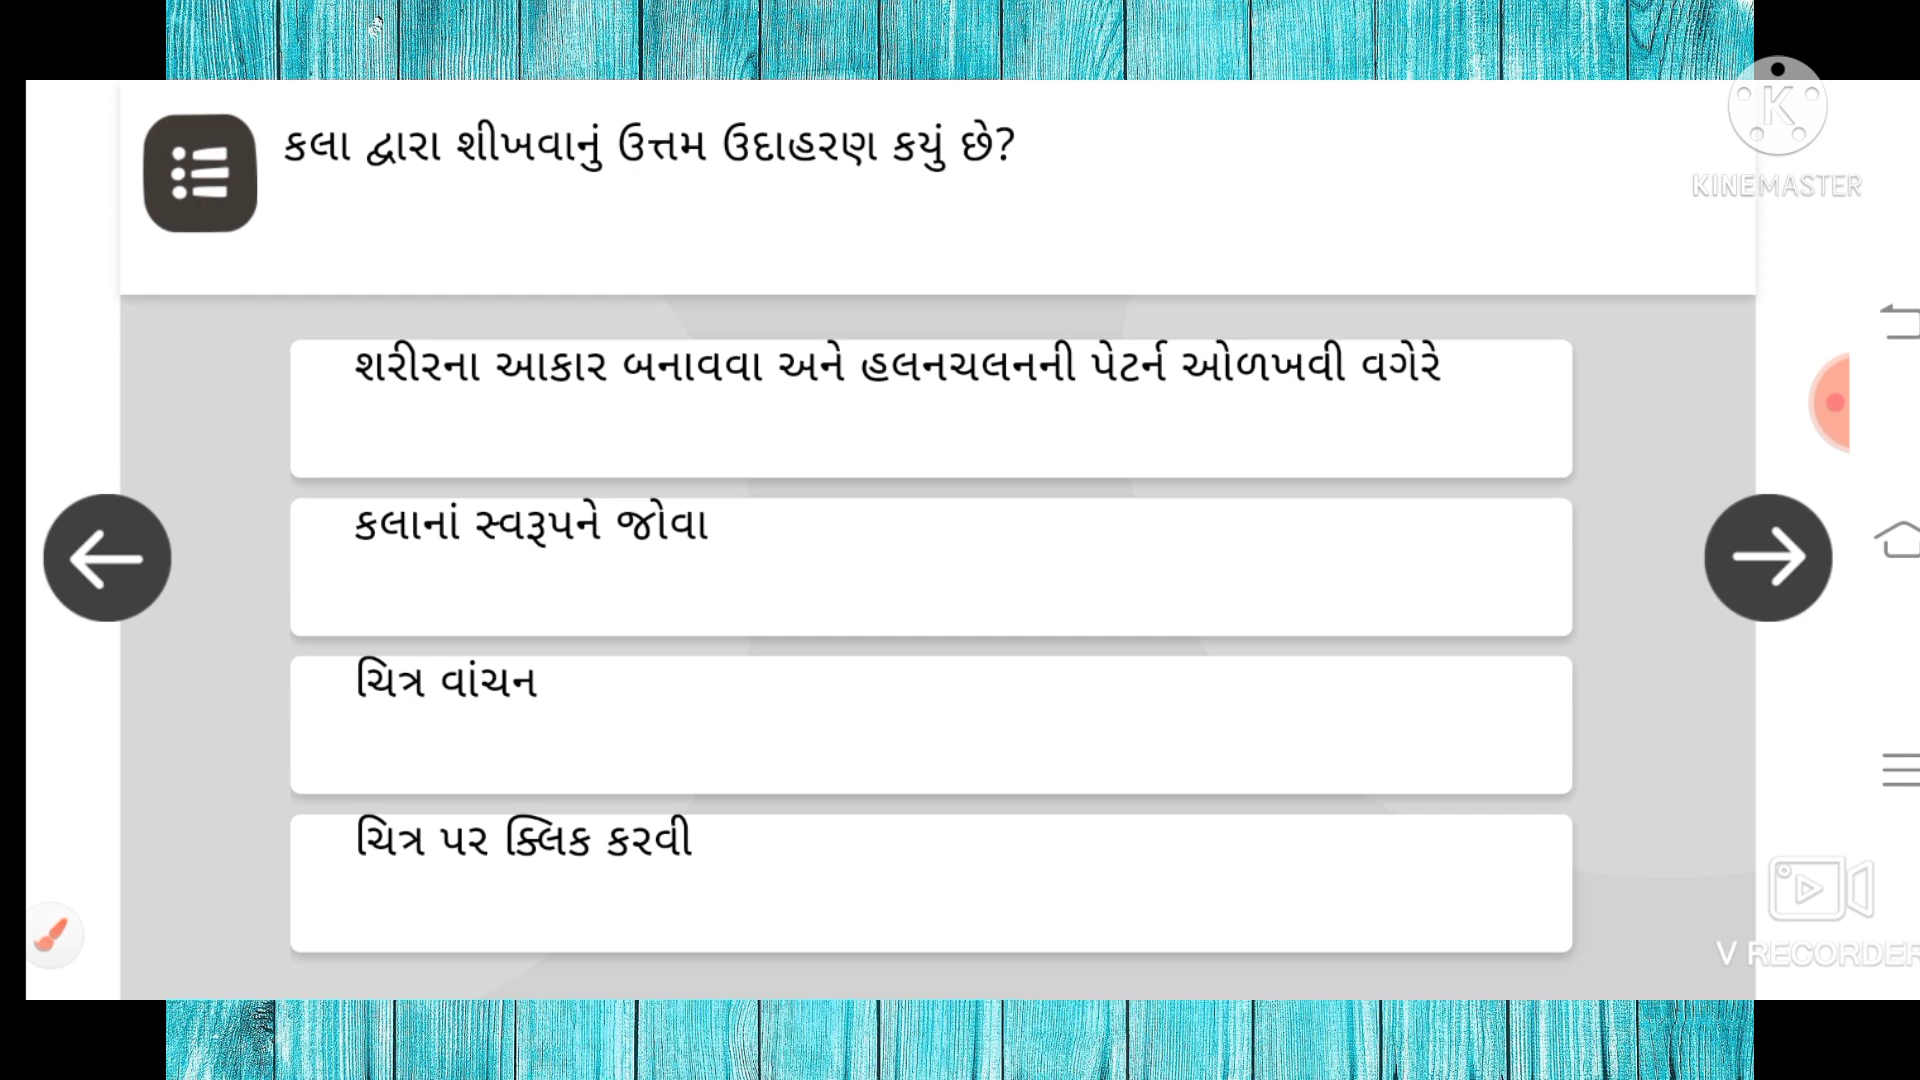 કલા દ્વારા શીખવાનું ઉત્તમ ઉદાહરણ કયું છે?
K
KINEMASTER
શરીરના આકાર બનાવવા અને હલનચલનની પેટર્ન ઓળખવી વગેરે
કલાનાં સ્વરૂપને જોવા
ચિત્ર વાંચન
ચિત્ર પર ક્લિક કરવી
V RECORDER